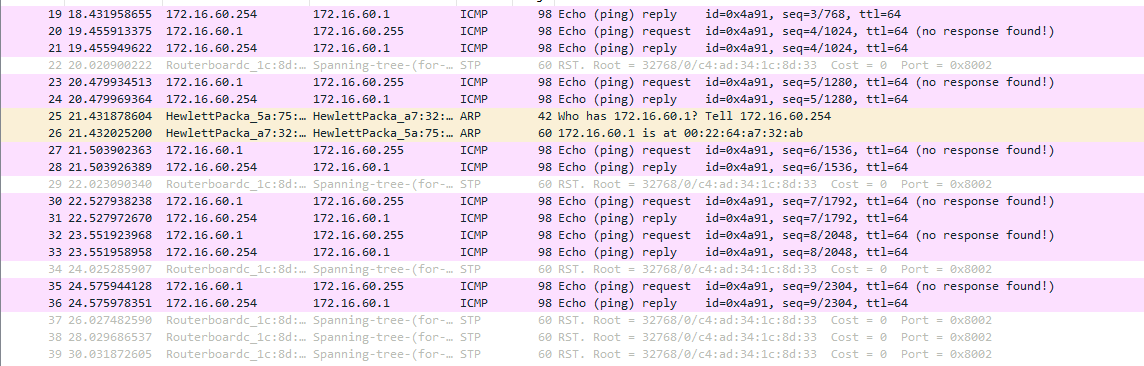 19 18.431958655 172.16.60.254 172.16.60.1 ICMP 98 Echo (ping) reply id=0x4a91, seq=3/768, ttl=64
20 19.455913375 172.16.60.1 172.16.60.255 ICMP 98 Echo (ping) request id=0x4a91, seq=4/1024, ttl=64 (no response found!)
21 19.455949622 172.16.60.254 172.16.60.1 ICMP 98 Echo (ping) reply id=0x4a91, seq=4/1024, ttl=64
22 20.020900222 Routerboardc_1c:8d:… Spanning-tree-(for-… STP 60 RST. Root = 32768/0/c4:ad:34:1c:8d:33 Cost = 0 Port = 0x8002
23 20.479934513 172.16.60.1 172.16.60.255 ICMP 98 Echo (ping) request id=0x4a91, seq=5/1280, ttl=64 (no response found!)
24 20.479969364 172.16.60.254 172.16.60.1 ICMP 98 Echo (ping) reply id=0x4a91, seq=5/1280, ttl=64
25 21.431878604 HewlettPacka_5a:75:… HewlettPacka_a7:32:… ARP 42 Who has 172.16.60.1? Tell 172.16.60.254
26 21.432025200 HewlettPacka_a7:32:… HewlettPacka_5a:75:… ARP 60 172.16.60.1 is at 00:22:64:a7:32:ab
27 21.503902363 172.16.60.1 172.16.60.255 ICMP 98 Echo (ping) request id=0x4a91, seq=6/1536, ttl=64 (no response found!)
28 21.503926389 172.16.60.254 172.16.60.1 ICMP 98 Echo (ping) reply id=0x4a91, seq=6/1536, ttl=64
29 22.023090340 Routerboardc_1c:8d:… Spanning-tree-(for-… STP 60 RST. Root = 32768/0/c4:ad:34:1c:8d:33 Cost = 0 Port = 0x8002
30 22.527938238 172.16.60.1 172.16.60.255 ICMP 98 Echo (ping) request id=0x4a91, seq=7/1792, ttl=64 (no response found!)
31 22.527972670 172.16.60.254 172.16.60.1 ICMP 98 Echo (ping) reply id=0x4a91, seq=7/1792, ttl=64
32 23.551923968 172.16.60.1 172.16.60.255 ICMP 98 Echo (ping) request id=0x4a91, seq=8/2048, ttl=64 (no response found!)
33 23.551958958 172.16.60.254 172.16.60.1 ICMP 98 Echo (ping) reply id=0x4a91, seq=8/2048, ttl=64
34 24.025285907 Routerboardc_1c:8d:… Spanning-tree-(for-… STP 60 RST. Root = 32768/0/c4:ad:34:1c:8d:33 Cost = 0 Port = 0x8002
35 24.575944128 172.16.60.1 172.16.60.255 ICMP 98 Echo (ping) request id=0x4a91, seq=9/2304, ttl=64 (no response found!)
36 24.575978351 172.16.60.254 172.16.60.1 ICMP 98 Echo (ping) reply id=0x4a91, seq=9/2304, ttl=64
37 26.027482590 Routerboardc_1c:8d:… Spanning-tree-(for-… STP 60 RST. Root = 32768/0/c4:ad:34:1c:8d:33 Cost = 0 Port = 0x8002
38 28.029686537 Routerboardc_1c:8d:… Spanning-tree-(for-… STP 60 RST. Root = 32768/0/c4:ad:34:1c:8d:33 Cost = 0 Port = 0x8002
39 30.031872605 Routerboardc_1c:8d:… Spanning-tree-(for-… STP 60 RST. Root = 32768/0/c4:ad:34:1c:8d:33 Cost = 0 Port = 0x8002